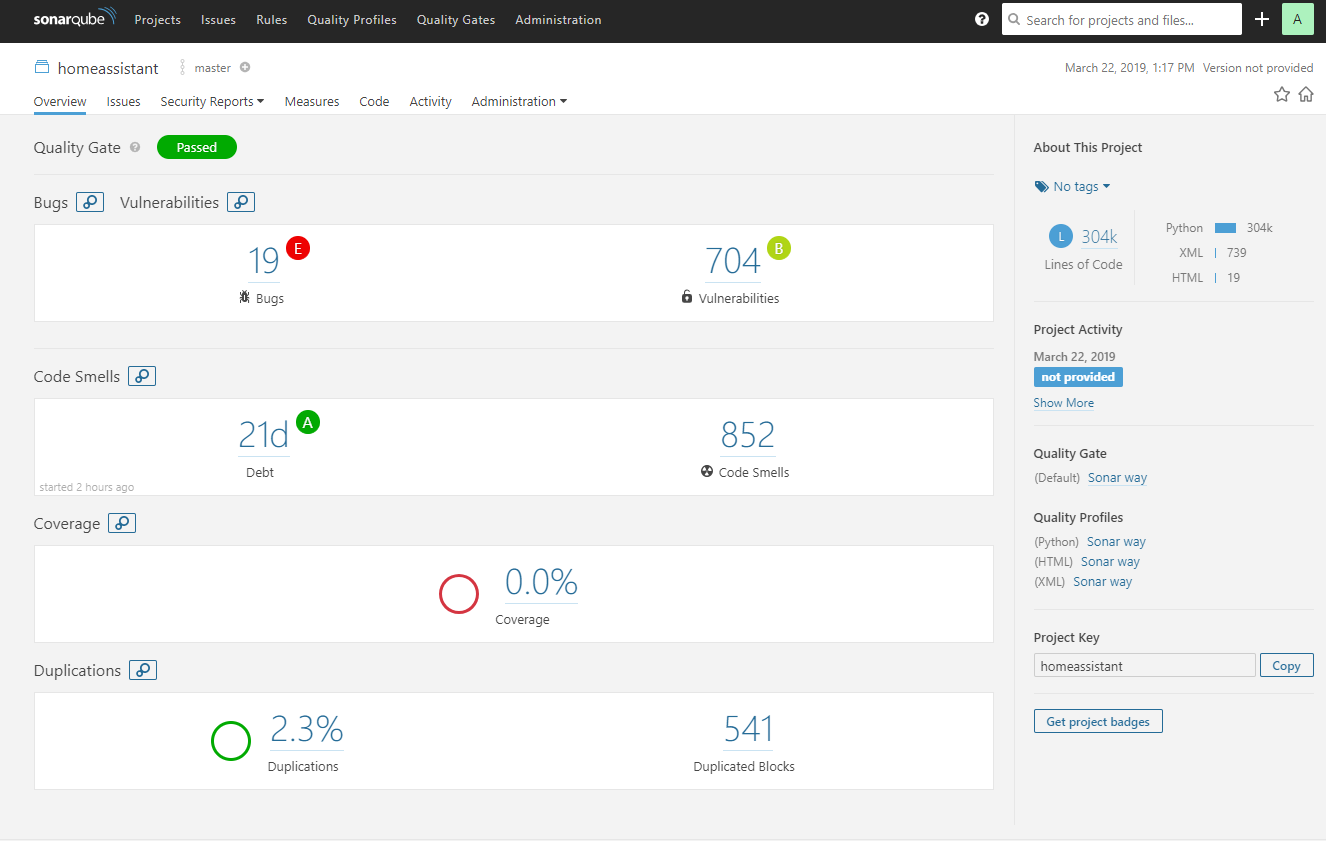 sonarqube Projects Issues Rules Quality Profiles Quality Gates Administration ? Search for projects and files... A
homeassistant master March 22, 2019, 1:17 PM Version not provided
Overview Issues Security Reports Measures Code Activity Administration
Quality Gate ? Passed
Bugs Vulnerabilities
19 E 704 B
Bugs Vulnerabilities
Code Smells
21d A 852
Debt Code Smells
started 2 hours ago
Coverage
0.0%
Coverage
Duplications
2.3% 541
Duplications Duplicated Blocks
About This Project
No tags
L 304k
Lines of Code
Python 304k
XML 739
HTML 19
Project Activity
March 22, 2019
not provided
Show More
Quality Gate
(Default) Sonar way
Quality Profiles
(Python) Sonar way
(HTML) Sonar way
(XML) Sonar way
Project Key
homeassistant Copy
Get project badges